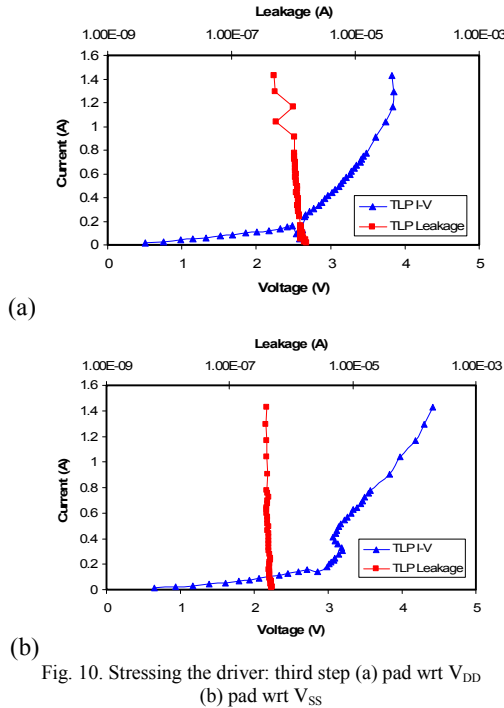 Leakage (A)
1.00E-09 1.00E-07 1.00E-05 1.00E-03
1.6
1.4
1.2
1
0.8
0.6
0.4
0.2
0
Current (A)
TLP I-V
TLP Leakage
0 1 2 3 4 5
Voltage (V)
(a)
Leakage (A)
1.00E-09 1.00E-07 1.00E-05 1.00E-03
1.6
1.4
1.2
1
0.8
0.6
0.4
0.2
0
Current (A)
TLP I-V
TLP Leakage
0 1 2 3 4 5
Voltage (V)
(b)
Fig. 10. Stressing the driver: third step (a) pad wrt VDD
(b) pad wrt VSS